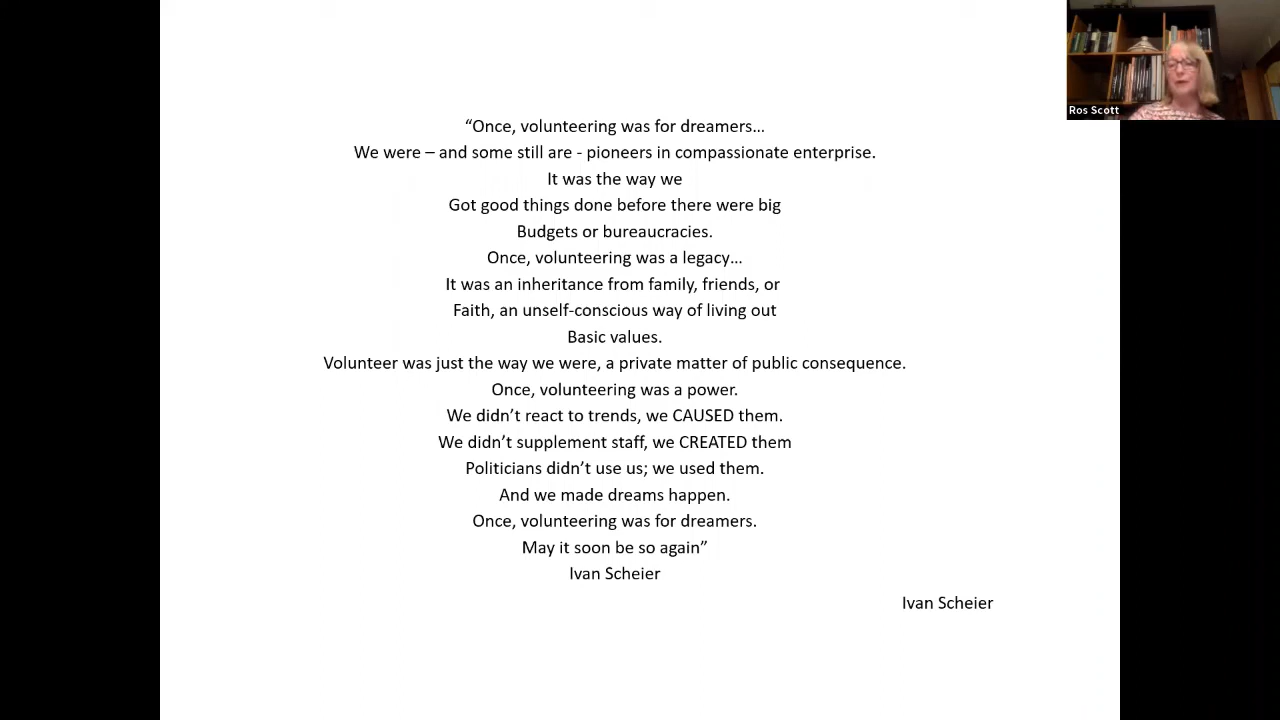 “Once, volunteering was for dreamers…
We were – and some still are - pioneers in compassionate enterprise.
It was the way we
Got good things done before there were big
Budgets or bureaucracies.
Once, volunteering was a legacy…
It was an inheritance from family, friends, or
Faith, an unself-conscious way of living out
Basic values.
Volunteer was just the way we were, a private matter of public consequence.
Once, volunteering was a power.
We didn’t react to trends, we CAUSED them.
We didn’t supplement staff, we CREATED them
Politicians didn’t use us; we used them.
And we made dreams happen.
Once, volunteering was for dreamers.
May it soon be so again”
Ivan Scheier
Ivan Scheier
Ros Scott